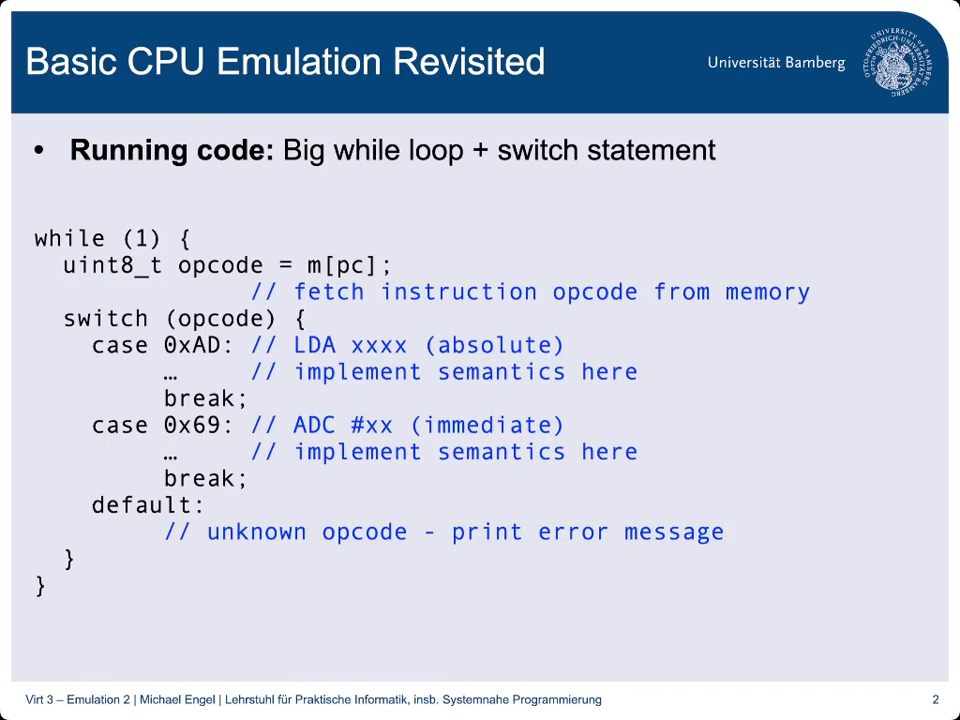 Basic CPU Emulation Revisited
Universität Bamberg
• Running code: Big while loop + switch statement
while (1) {
  uint8_t opcode = m[pc];
               // fetch instruction opcode from memory
  switch (opcode) {
    case 0xAD: // LDA xxxx (absolute)
         …     // implement semantics here
         break;
    case 0x69: // ADC #xx (immediate)
         …     // implement semantics here
         break;
    default:
         // unknown opcode - print error message
  }
}
Virt 3 – Emulation 2 | Michael Engel | Lehrstuhl für Praktische Informatik, insb. Systemnahe Programmierung
2